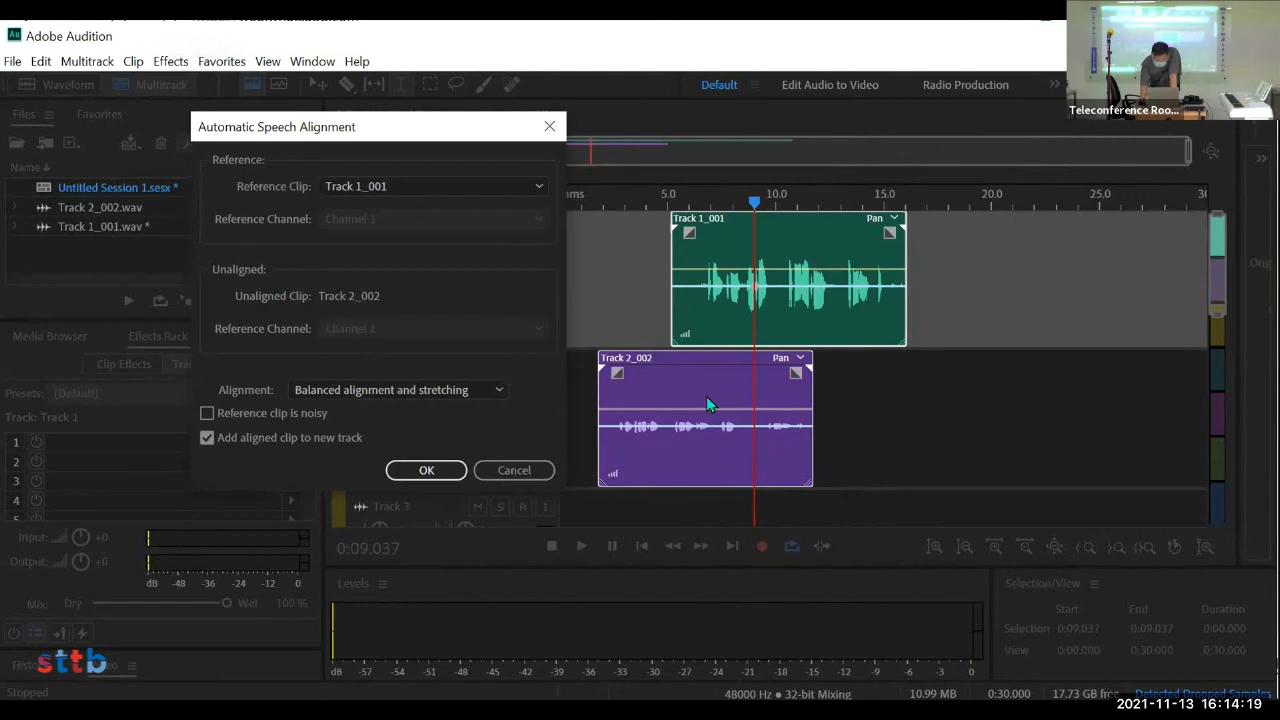 Adobe Audition
File Edit Multitrack Clip Effects Favorites View Window Help
Waveform Multitrack Default Edit Audio to Video Radio Production
Teleconference Roo...
Files Favorites
Automatic Speech Alignment
Name
Reference:
Untitled Session 1.sesx *
Reference Clip: Track 1_001
Track 2_002.wav
Track 1_001.wav *
Reference Channel: Channel 1
5.0 10.0 15.0 20.0 25.0
Track 1_001 Pan
Unaligned:
Unaligned Clip: Track 2_002
Reference Channel: Channel 1
Media Browser Effects Rack
Clip Effects
Presets: (Default)
Track: Track 1
Track 2_002 Pan
Alignment: Balanced alignment and stretching
Reference clip is noisy
Add aligned clip to new track
OK Cancel
1
2
3
4
Track 3 M S R I
Input: +0
Output: +0
dB -48 -36 -24 -12 0
Mix: Dry Wet 100 %
0:09.037
Levels
dB -57 -54 -51 -48 -45 -42 -39 -36 -33 -30 -27 -24 -21 -18 -15 -12 -9 -6 -3 0
Selection/View
Start End Duration
Selection 0:09.037 0:09.037 0:00.000
View 0:00.000 0:30.000 0:30.000
sttb
Stopped
48000 Hz ● 32-bit Mixing 10.99 MB 0:30.000 17.73 GB free Detected Dropped Samples
2021-11-13 16:14:19